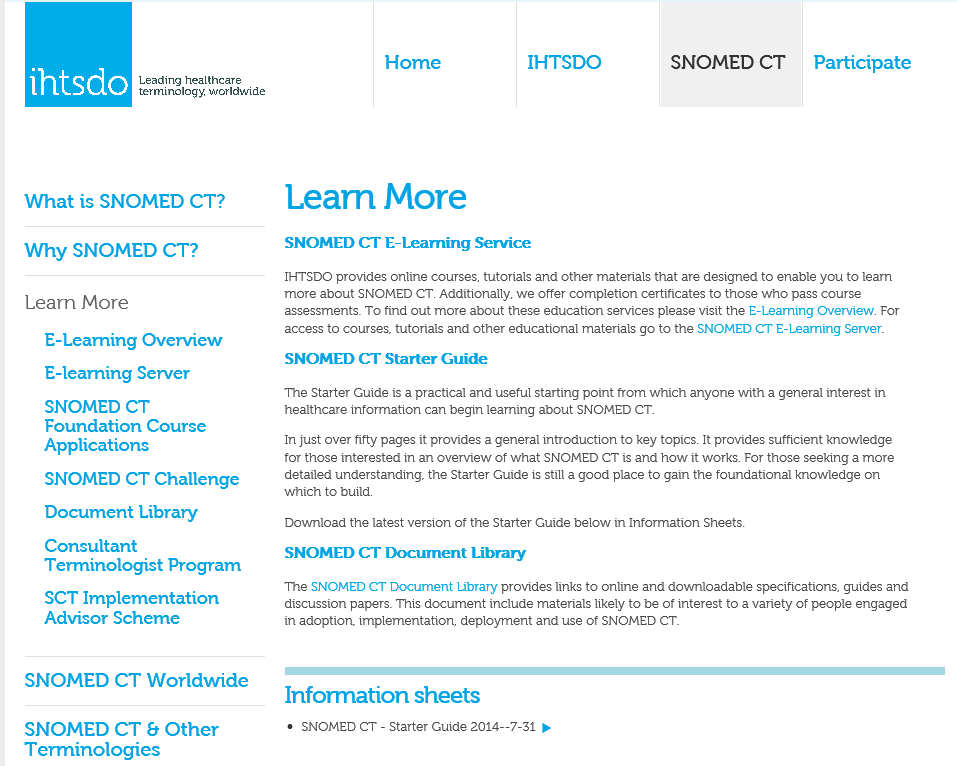 ihtsdo
Leading healthcare
terminology, worldwide
Home
IHTSDO
SNOMED CT
Participate
What is SNOMED CT?
Why SNOMED CT?
Learn More
E-Learning Overview
E-learning Server
SNOMED CT
Foundation Course
Applications
SNOMED CT Challenge
Document Library
Consultant
Terminologist Program
SCT Implementation
Advisor Scheme
SNOMED CT Worldwide
SNOMED CT & Other
Terminologies
Learn More
SNOMED CT E-Learning Service
IHTSDO provides online courses, tutorials and other materials that are designed to enable you to learn
more about SNOMED CT. Additionally, we offer completion certificates to those who pass course
assessments. To find out more about these education services please visit the E-Learning Overview. For
access to courses, tutorials and other educational materials go to the SNOMED CT E-Learning Server.
SNOMED CT Starter Guide
The Starter Guide is a practical and useful starting point from which anyone with a general interest in
healthcare information can begin learning about SNOMED CT.
In just over fifty pages it provides a general introduction to key topics. It provides sufficient knowledge
for those interested in an overview of what SNOMED CT is and how it works. For those seeking a more
detailed understanding, the Starter Guide is still a good place to gain the foundational knowledge on
which to build.
Download the latest version of the Starter Guide below in Information Sheets.
SNOMED CT Document Library
The SNOMED CT Document Library provides links to online and downloadable specifications, guides and
discussion papers. This document include materials likely to be of interest to a variety of people engaged
in adoption, implementation, deployment and use of SNOMED CT.
Information sheets
• SNOMED CT - Starter Guide 2014--7-31